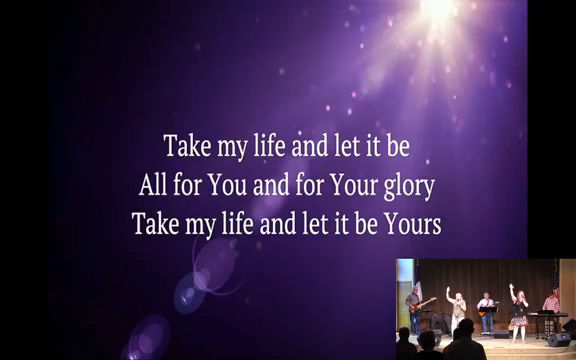 Take my life and let it be
All for You and for Your glory
Take my life and let it be Yours